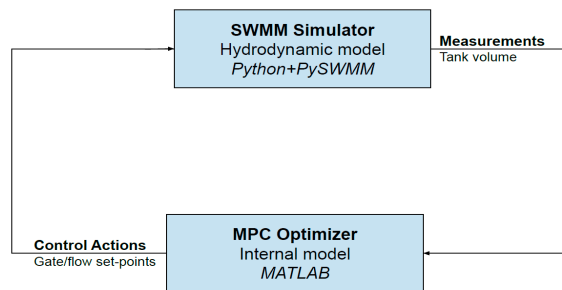 SWMM Simulator
Hydrodynamic model
Python+PySWMM
Measurements
Tank volume
Control Actions
Gate/flow set-points
MPC Optimizer
Internal model
MATLAB